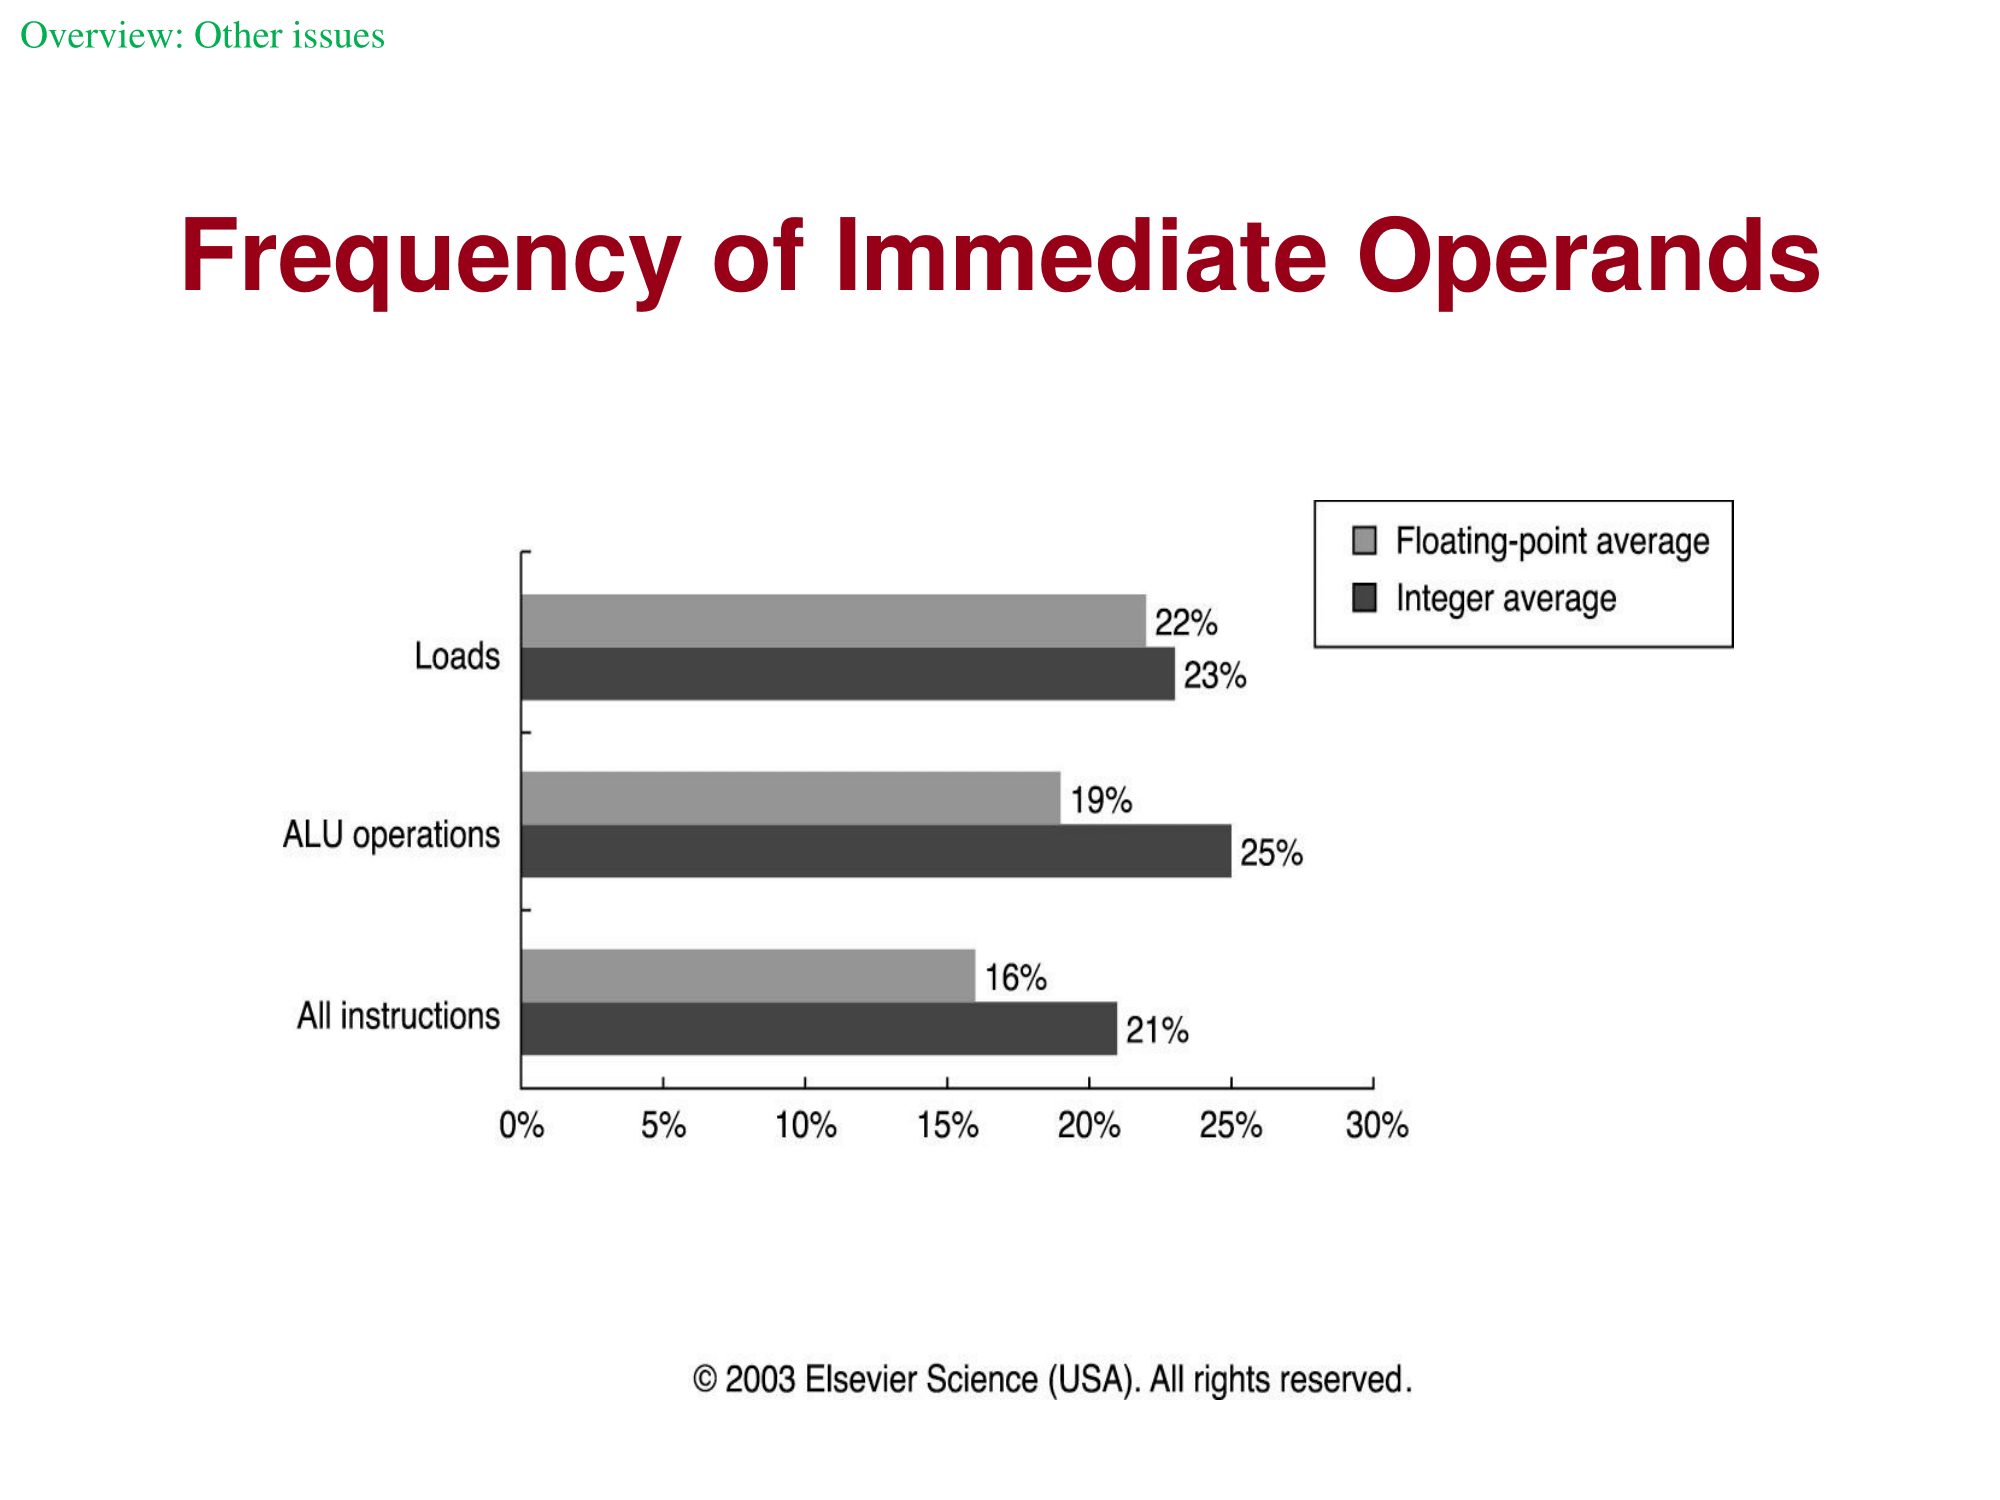 Overview: Other issues
Frequency of Immediate Operands
Floating-point average
Integer average
Loads
22%
23%
ALU operations
19%
25%
All instructions
16%
21%
0% 5% 10% 15% 20% 25% 30%
© 2003 Elsevier Science (USA). All rights reserved.